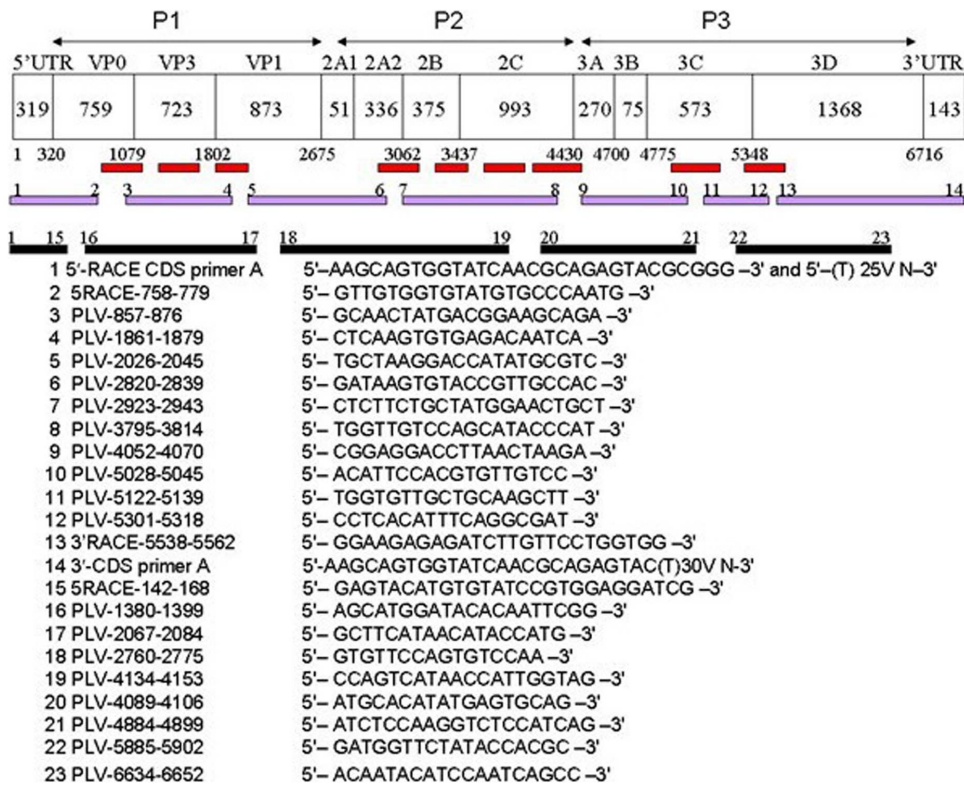 P1 P2 P3
5'UTR VP0 VP3 VP1 2A1 2A2 2B 2C 3A 3B 3C 3D 3'UTR
319 759 723 873 51 336 375 993 270 75 573 1368 143
1 320 1079 1802 2675 3062 3437 4430 4700 4775 5348 6716
1 2 3 4 5 6 7 8 9 10 11 12 13 14
1 15 16 17 18 19 20 21 22 23
1 5'-RACE CDS primer A 5'-AAGCAGTGGTATCAACGCAGAGTACGCGGG –3' and 5'–(T) 25V N–3'
2 5RACE-758-779 5'– GTTGTGGTGTATGTGCCCAATG –3'
3 PLV-857-876 5'– GCAACTATGACGGAAGCAGA –3'
4 PLV-1861-1879 5'– CTCAAGTGTGAGACAATCA –3'
5 PLV-2026-2045 5'– TGCTAAGGACCATATGCGTC –3'
6 PLV-2820-2839 5'– GATAAGTGTACCGTTGCCAC –3'
7 PLV-2923-2943 5'– CTCTTCTGCTATGGAACTGCT –3'
8 PLV-3795-3814 5'– TGGTTGTCCAGCATACCCAT –3'
9 PLV-4052-4070 5'– CGGAGGACCTTAACTAAGA –3'
10 PLV-5028-5045 5'– ACATTCCACGTGTTGTCC –3'
11 PLV-5122-5139 5'– TGGTGTTGCTGCAAGCTT –3'
12 PLV-5301-5318 5'– CCTCACATTTCAGGCGAT –3'
13 3'RACE-5538-5562 5'– GGAAGAGAGATCTTGTTCCTGGTGG –3'
14 3'-CDS primer A 5'-AAGCAGTGGTATCAACGCAGAGTAC(T)30V N-3'
15 5RACE-142-168 5'– GAGTACATGTGTATCCGTGGAGGATCG –3'
16 PLV-1380-1399 5'– AGCATGGATACACAATTCGG –3'
17 PLV-2067-2084 5'– GCTTCATAACATACCATG –3'
18 PLV-2760-2775 5'– GTGTTCCAGTGTCCAA –3'
19 PLV-4134-4153 5'– CCAGTCATAACCATTGGTAG –3'
20 PLV-4089-4106 5'– ATGCACATATGAGTGCAG –3'
21 PLV-4884-4899 5'– ATCTCCAAGGTCTCCATCAG –3'
22 PLV-5885-5902 5'– GATGGTTCTATACCACGC –3'
23 PLV-6634-6652 5'– ACAATACATCCAATCAGCC –3'